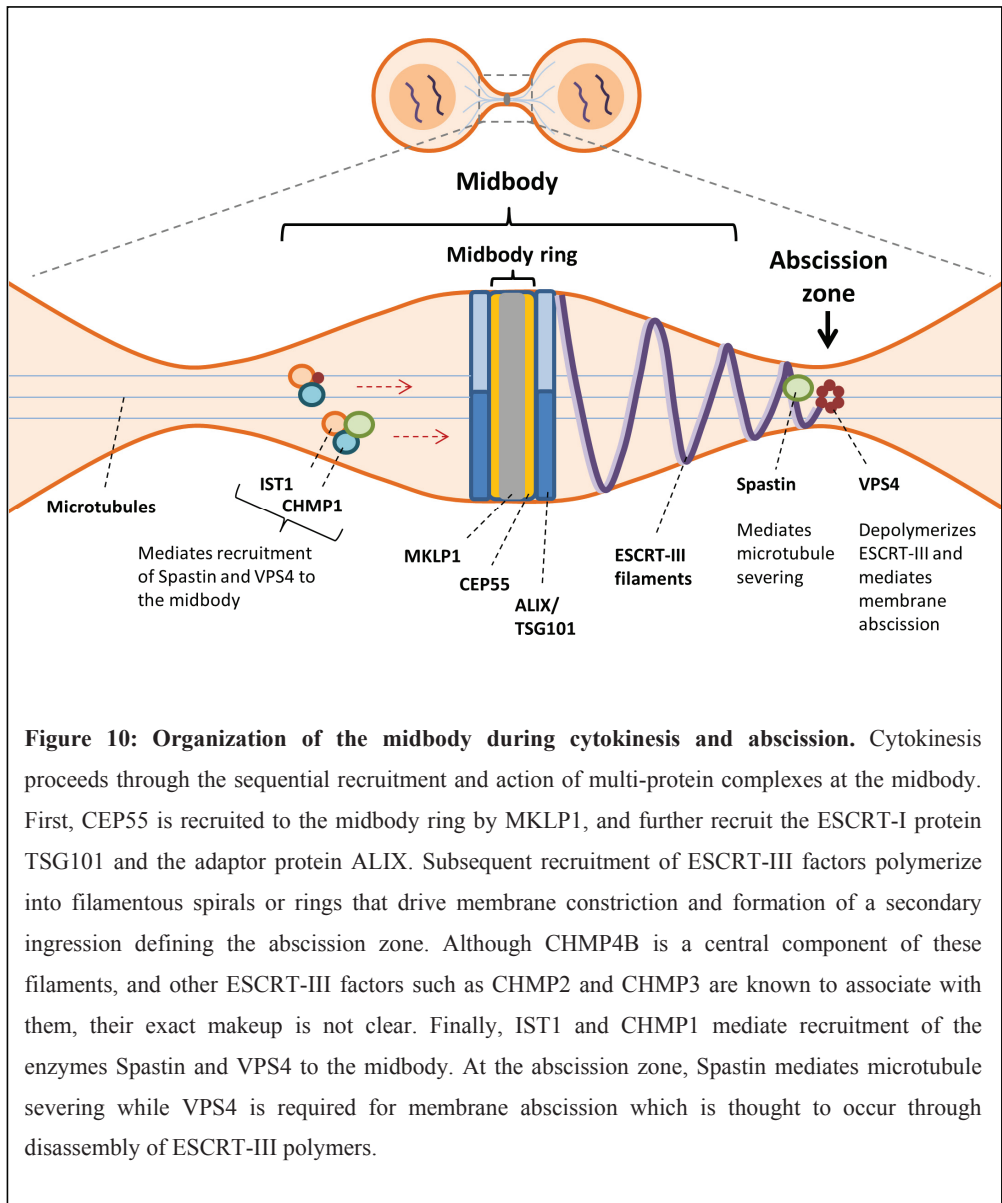 Midbody
Midbody ring
Abscission
zone
IST1
CHMP1
Microtubules
Mediates recruitment
of Spastin and VPS4 to
the midbody
MKLP1
CEP55
ALIX/
TSG101
ESCRT-III
filaments
Spastin
Mediates
microtubule
severing
VPS4
Depolymerizes
ESCRT-III and
mediates
membrane
abscission
Figure 10: Organization of the midbody during cytokinesis and abscission. Cytokinesis
proceeds through the sequential recruitment and action of multi-protein complexes at the midbody.
First, CEP55 is recruited to the midbody ring by MKLP1, and further recruit the ESCRT-I protein
TSG101 and the adaptor protein ALIX. Subsequent recruitment of ESCRT-III factors polymerize
into filamentous spirals or rings that drive membrane constriction and formation of a secondary
ingression defining the abscission zone. Although CHMP4B is a central component of these
filaments, and other ESCRT-III factors such as CHMP2 and CHMP3 are known to associate with
them, their exact makeup is not clear. Finally, IST1 and CHMP1 mediate recruitment of the
enzymes Spastin and VPS4 to the midbody. At the abscission zone, Spastin mediates microtubule
severing while VPS4 is required for membrane abscission which is thought to occur through
disassembly of ESCRT-III polymers.